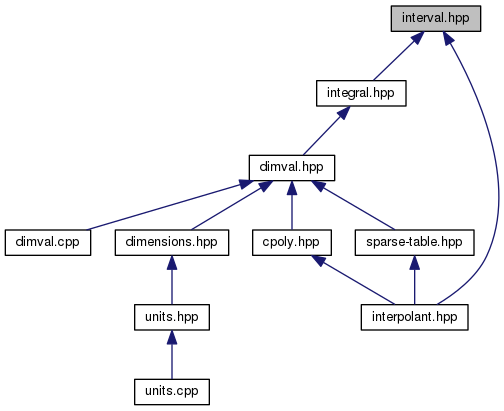 interval.hpp
integral.hpp
dimval.hpp
dimval.cpp
dimensions.hpp
cpoly.hpp
sparse-table.hpp
units.hpp
interpolant.hpp
units.cpp